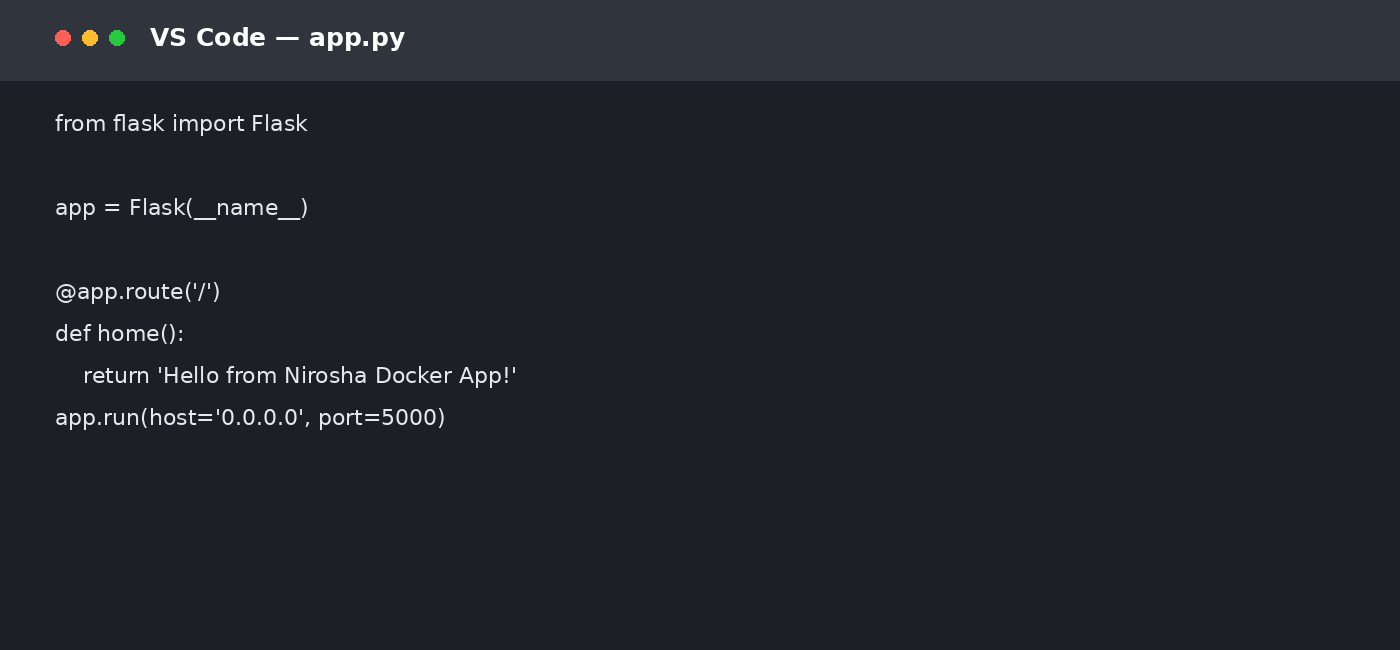 VS Code — app.py
from flask import Flask
app = Flask(__name__)
@app.route('/')
def home():
    return 'Hello from Nirosha Docker App!'
app.run(host='0.0.0.0', port=5000)